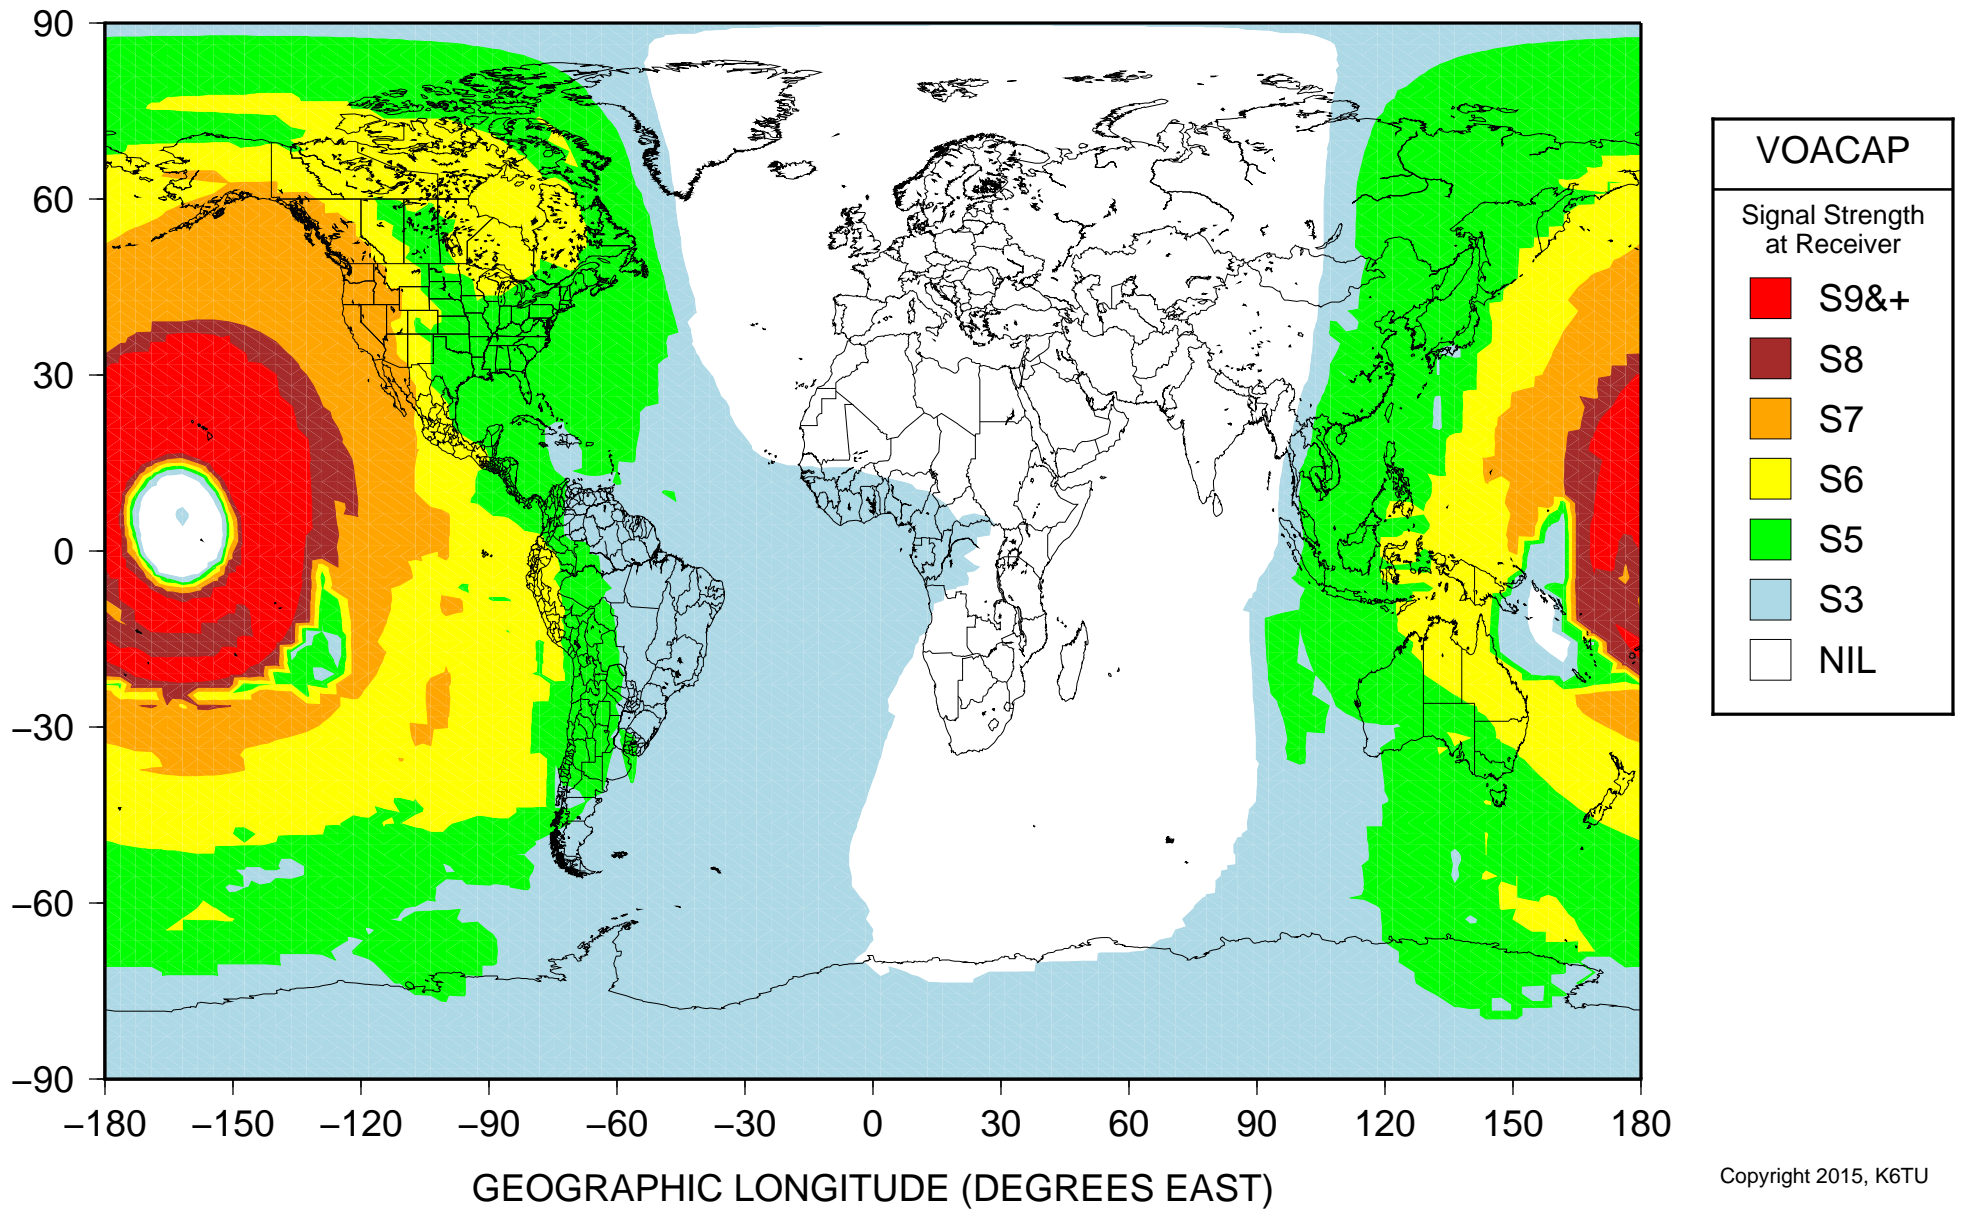 90
60
30
0
−30
−60
−90
−180 −150 −120 −90 −60 −30 0 30 60 90 120 150 180
GEOGRAPHIC LONGITUDE (DEGREES EAST)
VOACAP
Signal Strength
at Receiver
S9&+
S8
S7
S6
S5
S3
NIL
Copyright 2015, K6TU